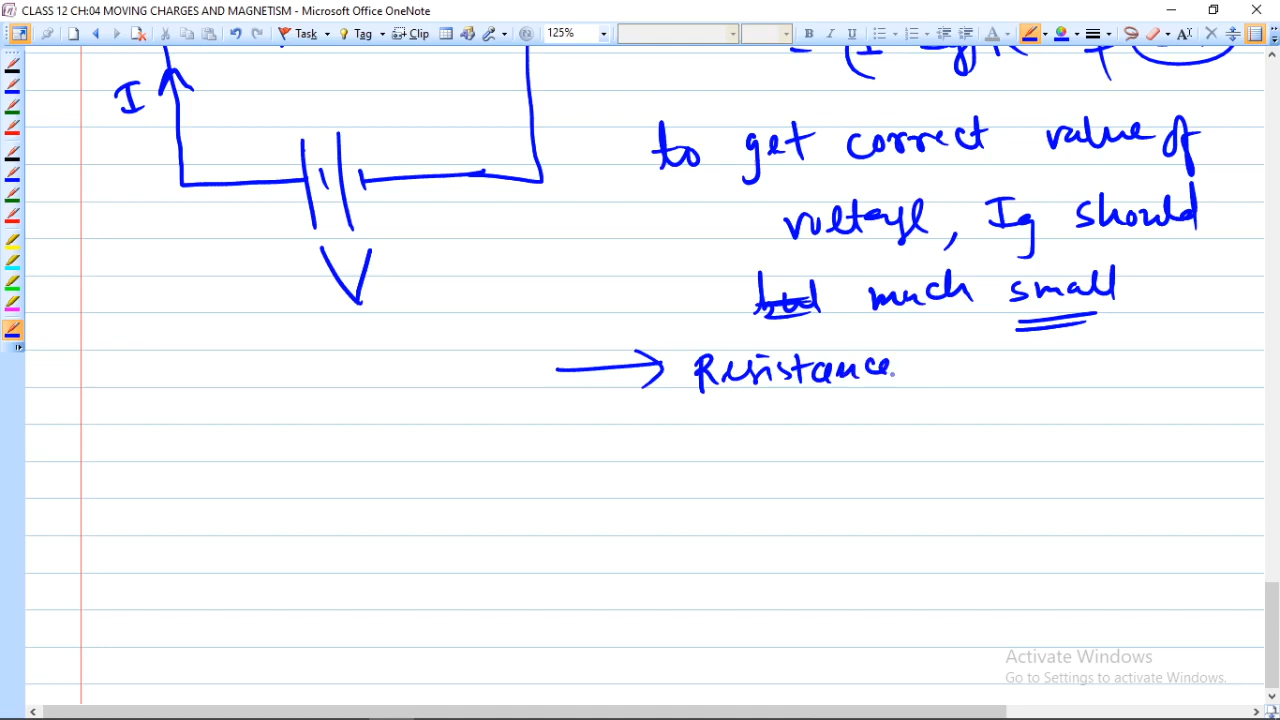 CLASS 12 CH:04 MOVING CHARGES AND MAGNETISM - Microsoft Office OneNote
Task Tag Clip 125% B I U A
I
to get correct value of
voltage, Ig should
much small
Resistance
V
Activate Windows
Go to Settings to activate Windows.